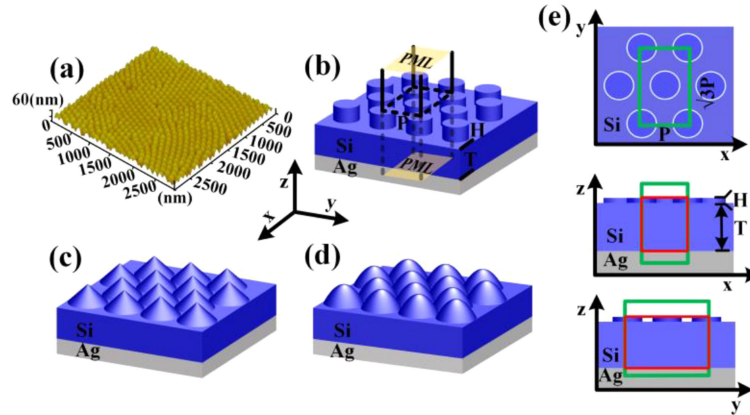 (a)
60(nm)
0
500
1000
1500
2000
2500
(nm)
0
500
1000
1500
2000
2500
(b)
PML
P
H
T
Si
Ag
PML
z
y
x
(c)
Si
Ag
(d)
Si
Ag
(e)
y
√3P
Si
P
x
z
H
T
Si
Ag
x
z
Si
Ag
y